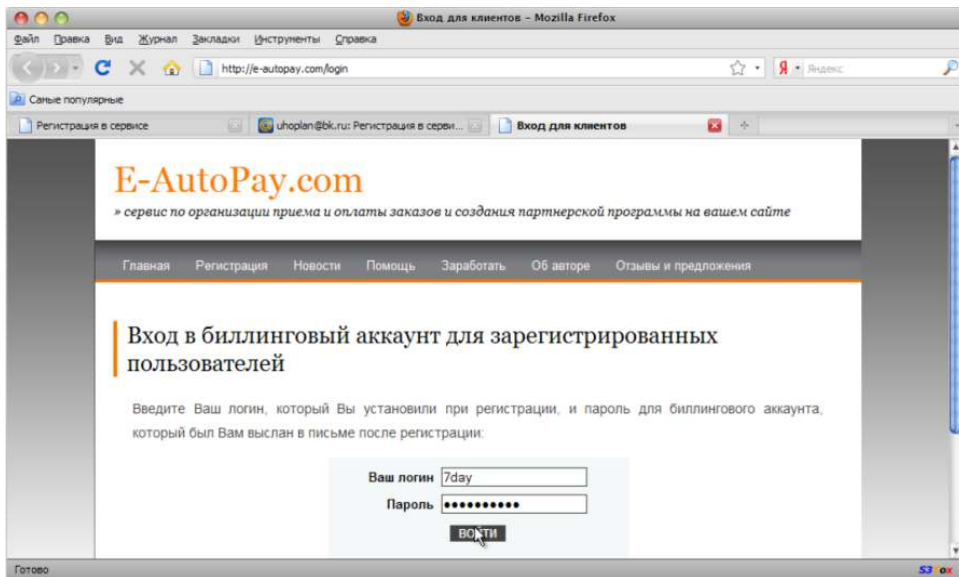 Вход для клиентов - Mozilla Firefox
Файл Правка Вид Журнал Закладки Инструменты Справка
http://e-autopay.com/login
Я Яндекс
Самые популярные
Регистрация в сервисе
uhoplan@bk.ru: Регистрация в серви...
Вход для клиентов
E-AutoPay.com
» сервис по организации приема и оплаты заказов и создания партнерской программы на вашем сайте
Главная Регистрация Новости Помощь Заработать Об авторе Отзывы и предложения
Вход в биллинговый аккаунт для зарегистрированных
пользователей
Введите Ваш логин, который Вы установили при регистрации, и пароль для биллингового аккаунта,
который был Вам выслан в письме после регистрации:
Ваш логин 7day
Пароль ••••••••••
ВОЙТИ
Готово